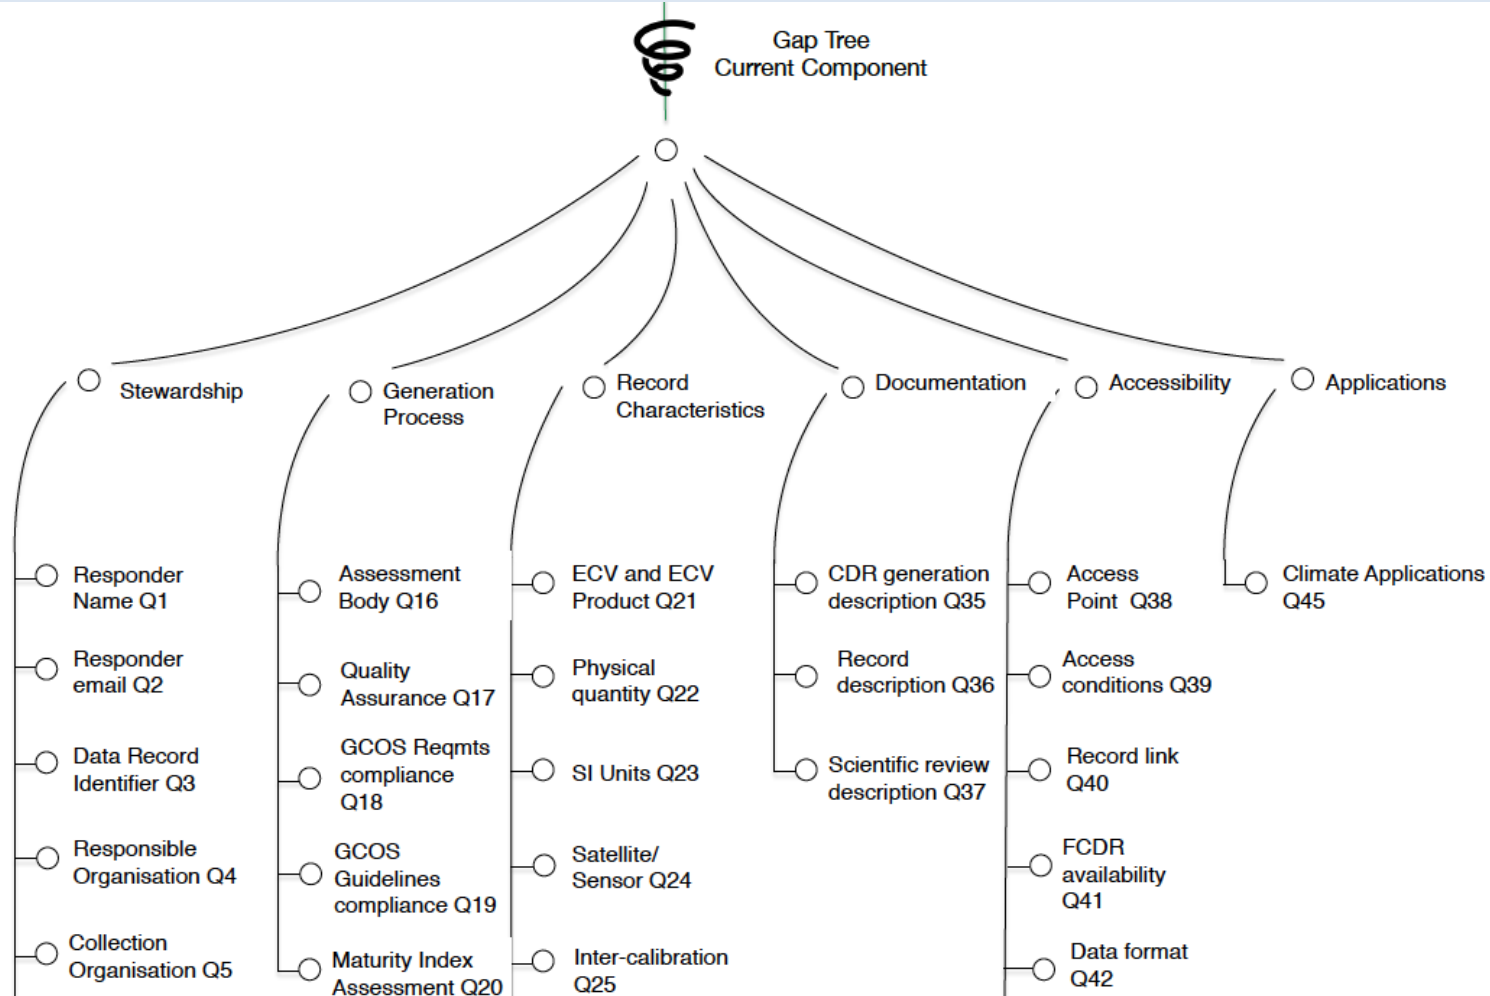 Gap Tree
Current Component
Stewardship
Generation
Process
Record
Characteristics
Documentation
Accessibility
Applications
Responder
Name Q1
Responder
email Q2
Data Record
Identifier Q3
Responsible
Organisation Q4
Collection
Organisation Q5
Assessment
Body Q16
Quality
Assurance Q17
GCOS Reqmts
compliance
Q18
GCOS
Guidelines
compliance Q19
Maturity Index
Assessment Q20
ECV and ECV
Product Q21
Physical
quantity Q22
SI Units Q23
Satellite/
Sensor Q24
Inter-calibration
Q25
CDR generation
description Q35
Record
description Q36
Scientific review
description Q37
Access
Point Q38
Access
conditions Q39
Record link
Q40
FCDR
availability
Q41
Data format
Q42
Climate Applications
Q45